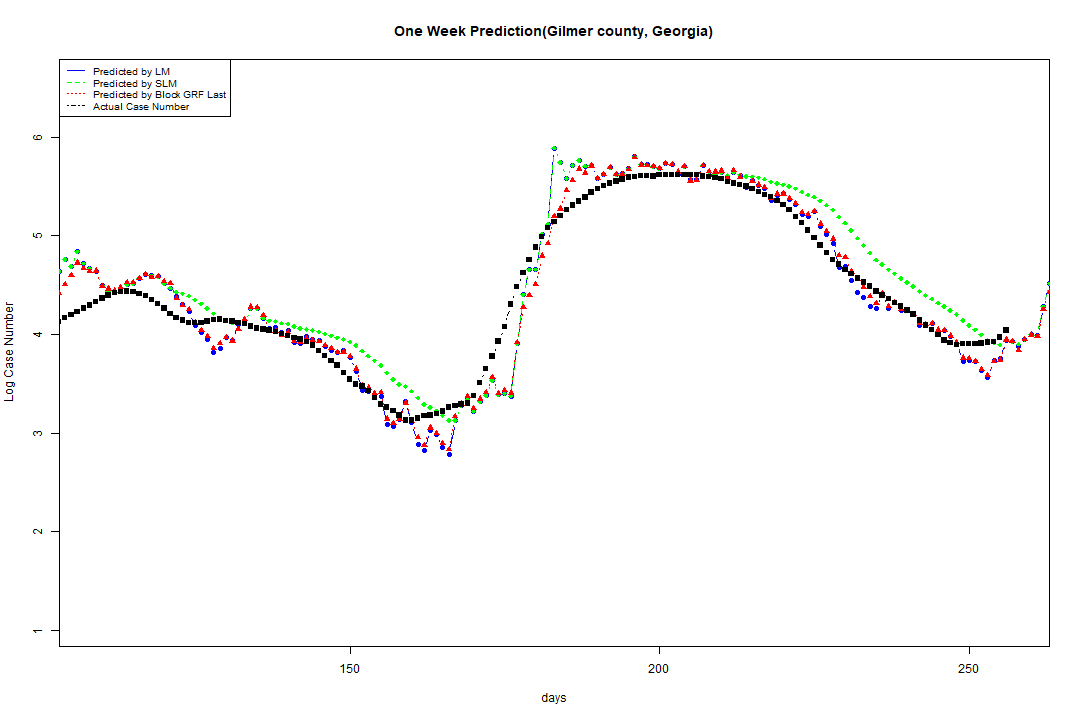 One Week Prediction(Gilmer county, Georgia)
Predicted by LM
Predicted by SLM
Predicted by Block GRF Last
Actual Case Number
6
5
4
3
2
1
Log Case Number
150
200
250
days